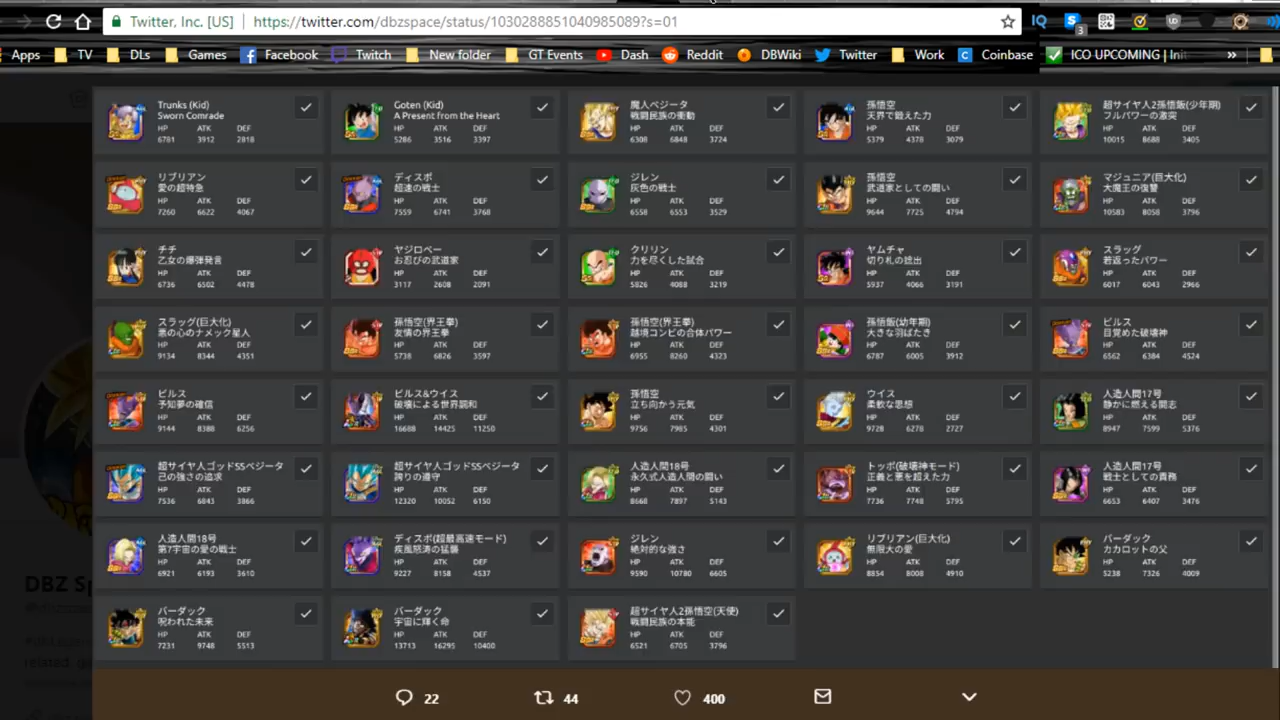 Twitter, Inc. [US] https://twitter.com/dbzspace/status/1030288851040985089?s=01
IQ
3
Apps TV DLs Games Facebook Twitch New folder GT Events Dash Reddit DBWiki Twitter Work Coinbase ICO UPCOMING | Init »
Trunks (Kid)
Sworn Comrade
HP ATK DEF
6781 3912 2818
Goten (Kid)
A Present from the Heart
HP ATK DEF
5286 3516 3397
魔人ベジータ
戦闘民族の衝動
HP ATK DEF
6308 6848 3724
孫悟空
天界で鍛えた力
HP ATK DEF
5379 4378 3079
超サイヤ人2孫悟飯(少年期)
フルパワーの激突
HP ATK DEF
10015 8688 3405
リブリアン
愛の超特急
HP ATK DEF
7260 6622 4067
ディスポ
超速の戦士
HP ATK DEF
7559 6741 3768
ジレン
灰色の戦士
HP ATK DEF
6558 6553 3529
孫悟空
武道家としての闘い
HP ATK DEF
9644 7725 4794
マジュニア(巨大化)
大魔王の復讐
HP ATK DEF
10583 8058 3796
チチ
乙女の爆弾発言
HP ATK DEF
6736 6502 4478
ヤジロベー
お忍びの武道家
HP ATK DEF
3117 2608 2091
クリリン
力を尽くした試合
HP ATK DEF
5826 4088 3219
ヤムチャ
切り札の捻出
HP ATK DEF
5937 4066 3191
スラッグ
若返ったパワー
HP ATK DEF
6017 6043 2966
スラッグ(巨大化)
悪の心のナメック星人
HP ATK DEF
9134 8344 4351
孫悟空(界王拳)
友情の界王拳
HP ATK DEF
5738 6826 3597
孫悟空(界王拳)
師弟コンビの合体パワー
HP ATK DEF
6955 8260 4323
孫悟飯(幼年期)
大きな羽ばたき
HP ATK DEF
6787 6005 3912
ビルス
目覚めた破壊神
HP ATK DEF
6562 6384 4524
ビルス
予知夢の確信
HP ATK DEF
9144 8388 6256
ビルス&ウイス
破壊による世界調和
HP ATK DEF
16688 14425 11250
孫悟空
立ち向かう元気
HP ATK DEF
9756 7985 4301
ウイス
柔軟な思想
HP ATK DEF
9728 6278 2727
人造人間17号
静かに燃える闘志
HP ATK DEF
8947 7599 5376
超サイヤ人ゴッドSSベジータ
己の強さの追求
HP ATK DEF
7536 6843 3866
超サイヤ人ゴッドSSベジータ
誇りの遵守
HP ATK DEF
12320 10052 6150
人造人間18号
永久式人造人間の闘い
HP ATK DEF
8668 7897 5143
トッポ(破壊神モード)
正義と悪を超えた力
HP ATK DEF
7736 7748 5795
人造人間17号
戦士としての責務
HP ATK DEF
6653 6407 3476
人造人間18号
第7宇宙の愛の戦士
HP ATK DEF
6921 6193 3610
ディスポ(超最高速モード)
疾風怒涛の猛襲
HP ATK DEF
9227 8158 4537
ジレン
絶対的な強さ
HP ATK DEF
9590 10780 6605
リブリアン(巨大化)
無限大の愛
HP ATK DEF
8854 8008 4910
バーダック
カカロットの父
HP ATK DEF
5238 7326 4009
バーダック
呪われた未来
HP ATK DEF
7231 9748 5513
バーダック
宇宙に輝く命
HP ATK DEF
13713 16295 10400
超サイヤ人2孫悟空(天使)
戦闘民族の本能
HP ATK DEF
6521 6705 3796
DBZ Sp
22 44 400